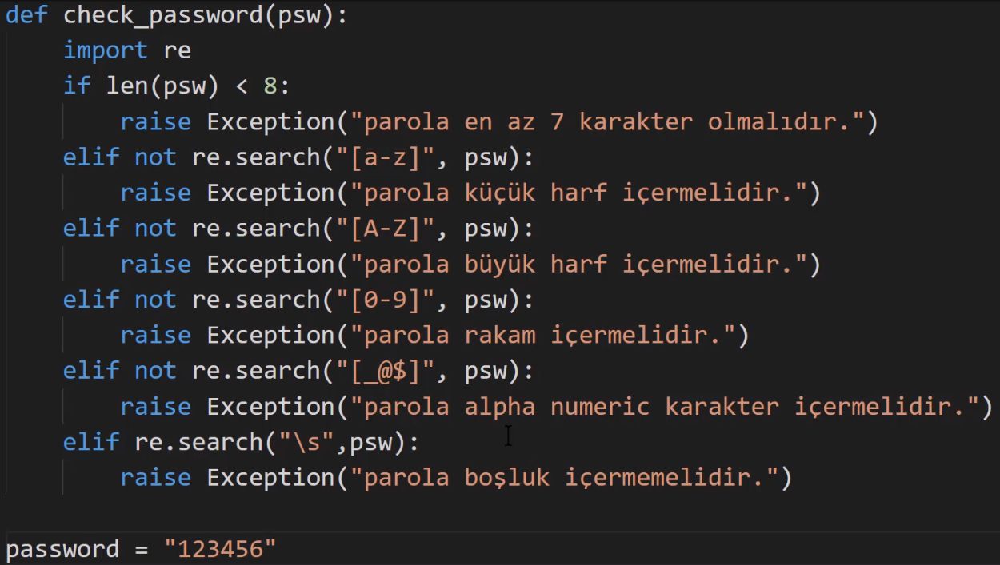 def check_password(psw):
    import re
    if len(psw) < 8:
        raise Exception("parola en az 7 karakter olmalıdır.")
    elif not re.search("[a-z]", psw):
        raise Exception("parola küçük harf içermelidir.")
    elif not re.search("[A-Z]", psw):
        raise Exception("parola büyük harf içermelidir.")
    elif not re.search("[0-9]", psw):
        raise Exception("parola rakam içermelidir.")
    elif not re.search("[_@$]", psw):
        raise Exception("parola alpha numeric karakter içermelidir.")
    elif re.search("\s",psw):
        raise Exception("parola boşluk içermemelidir.")
password = "123456"